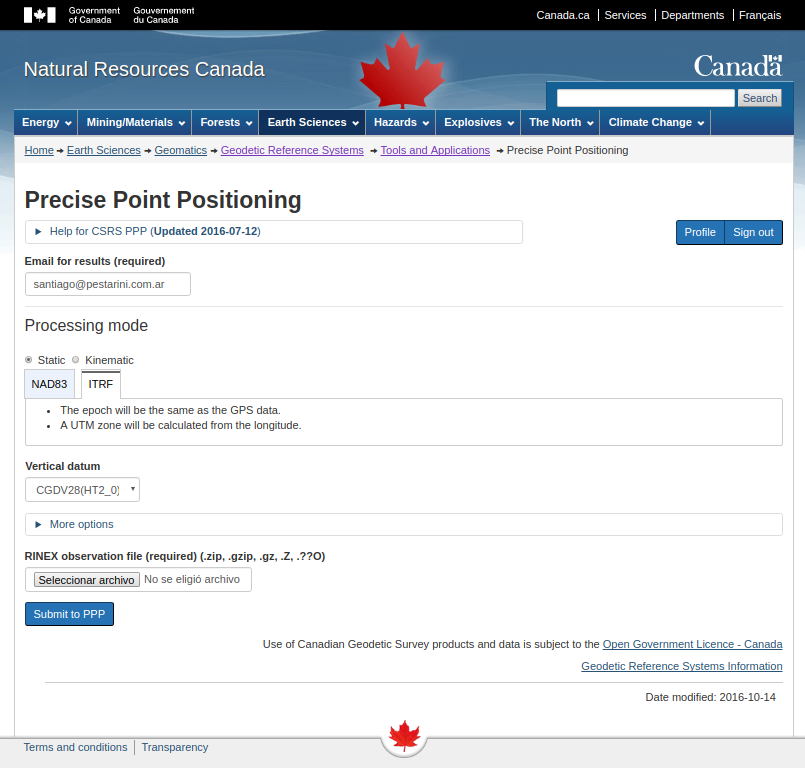 Government of Canada
Gouvernement du Canada
Canada.ca Services Departments Français
Natural Resources Canada
Canada
Search
Energy Mining/Materials Forests Earth Sciences Hazards Explosives The North Climate Change
Home Earth Sciences Geomatics Geodetic Reference Systems Tools and Applications Precise Point Positioning
Precise Point Positioning
Help for CSRS PPP (Updated 2016-07-12)
Profile Sign out
Email for results (required)
santiago@pestarini.com.ar
Processing mode
Static Kinematic
NAD83 ITRF
• The epoch will be the same as the GPS data.
• A UTM zone will be calculated from the longitude.
Vertical datum
CGDV28(HT2_0)
More options
RINEX observation file (required) (.zip, .gzip, .gz, .Z, .??O)
Seleccionar archivo No se eligió archivo
Submit to PPP
Use of Canadian Geodetic Survey products and data is subject to the Open Government Licence - Canada
Geodetic Reference Systems Information
Date modified: 2016-10-14
Terms and conditions Transparency